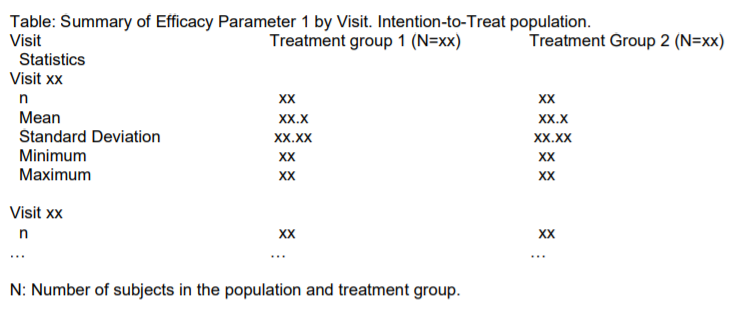 Table: Summary of Efficacy Parameter 1 by Visit. Intention-to-Treat population.
Visit Treatment group 1 (N=xx) Treatment Group 2 (N=xx)
Statistics
Visit xx
n xx xx
Mean xx.x xx.x
Standard Deviation xx.xx xx.xx
Minimum xx xx
Maximum xx xx
Visit xx
n xx xx
… … …
N: Number of subjects in the population and treatment group.